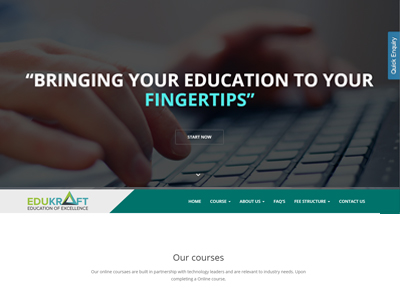 Quick Enquiry
“BRINGING YOUR EDUCATION TO YOUR
FINGERTIPS”
START NOW
EDUKRAFT
EDUCATION OF EXCELLENCE
HOME COURSE ABOUT US FAQ'S FEE STRUCTURE CONTACT US
Our courses
Our online coursaes are built in partnership with technology leaders and are relevant to industry needs. Upon
completing a Online course,